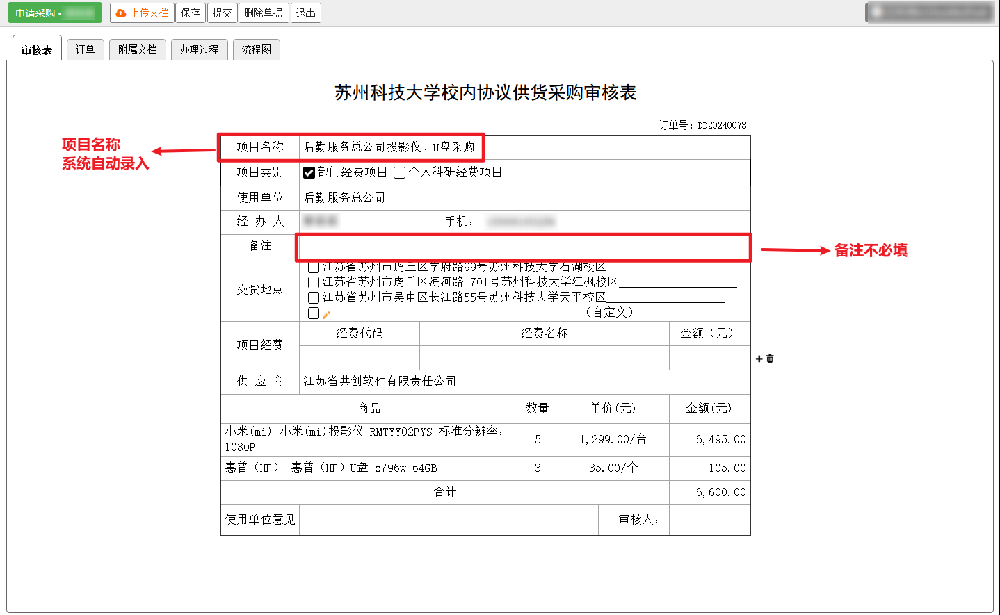 申请采购·
上传文档 保存 提交 删除单据 退出
审核表 订单 附属文档 办理过程 流程图
苏州科技大学校内协议供货采购审核表
订单号：DD20240078
项目名称
系统自动录入
项目名称 后勤服务总公司投影仪、U盘采购
项目类别 部门经费项目 个人科研经费项目
使用单位 后勤服务总公司
经 办 人 手机：
备注
备注不必填
交货地点
江苏省苏州市虎丘区学府路99号苏州科技大学石湖校区
江苏省苏州市虎丘区滨河路1701号苏州科技大学江枫校区
江苏省苏州市吴中区长江路55号苏州科技大学天平校区
（自定义）
项目经费 经费代码 经费名称 金额（元）
供 应 商 江苏省共创软件有限责任公司
商品 数量 单价(元) 金额(元)
小米(mi) 小米(mi)投影仪 RMTYY02PYS 标准分辨率：
1080P 5 1,299.00/台 6,495.00
惠普（HP） 惠普（HP）U盘 x796w 64GB 3 35.00/个 105.00
合计 6,600.00
使用单位意见 审核人：